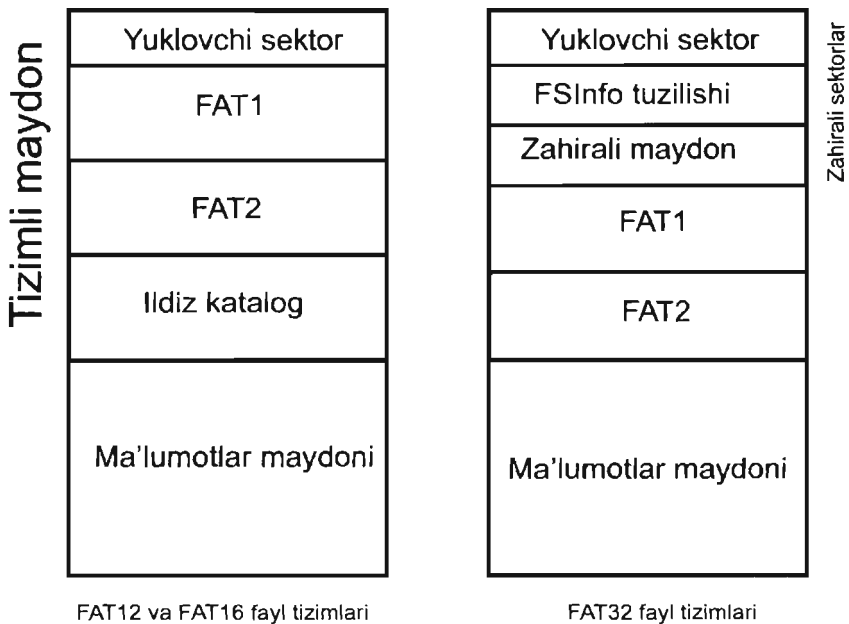 Tizimli maydon
Yuklovchi sektor
FAT1
FAT2
Ildiz katalog
Ma’lumotlar maydoni
FAT12 va FAT16 fayl tizimlari
Yuklovchi sektor
FSInfo tuzilishi
Zahirali maydon
FAT1
FAT2
Ma’lumotlar maydoni
Zahirali sektorlar
FAT32 fayl tizimlari